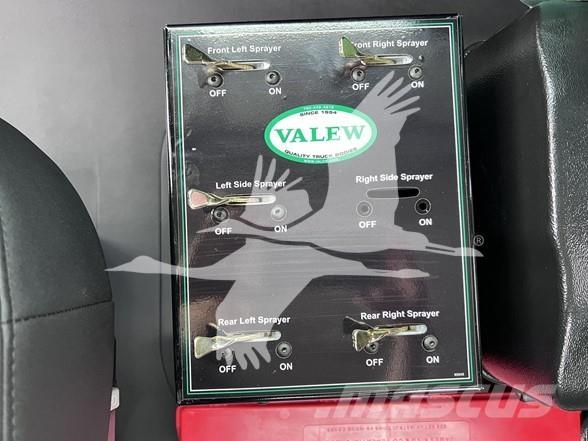 Front Left Sprayer
Front Right Sprayer
OFF
ON
OFF
ON
SINCE 1954
VALEW
QUALITY TRUCK BODIES
Left Side Sprayer
Right Side Sprayer
OFF
ON
OFF
ON
®
Rear Left Sprayer
Rear Right Sprayer
OFF
ON
OFF
ON
MASCUS